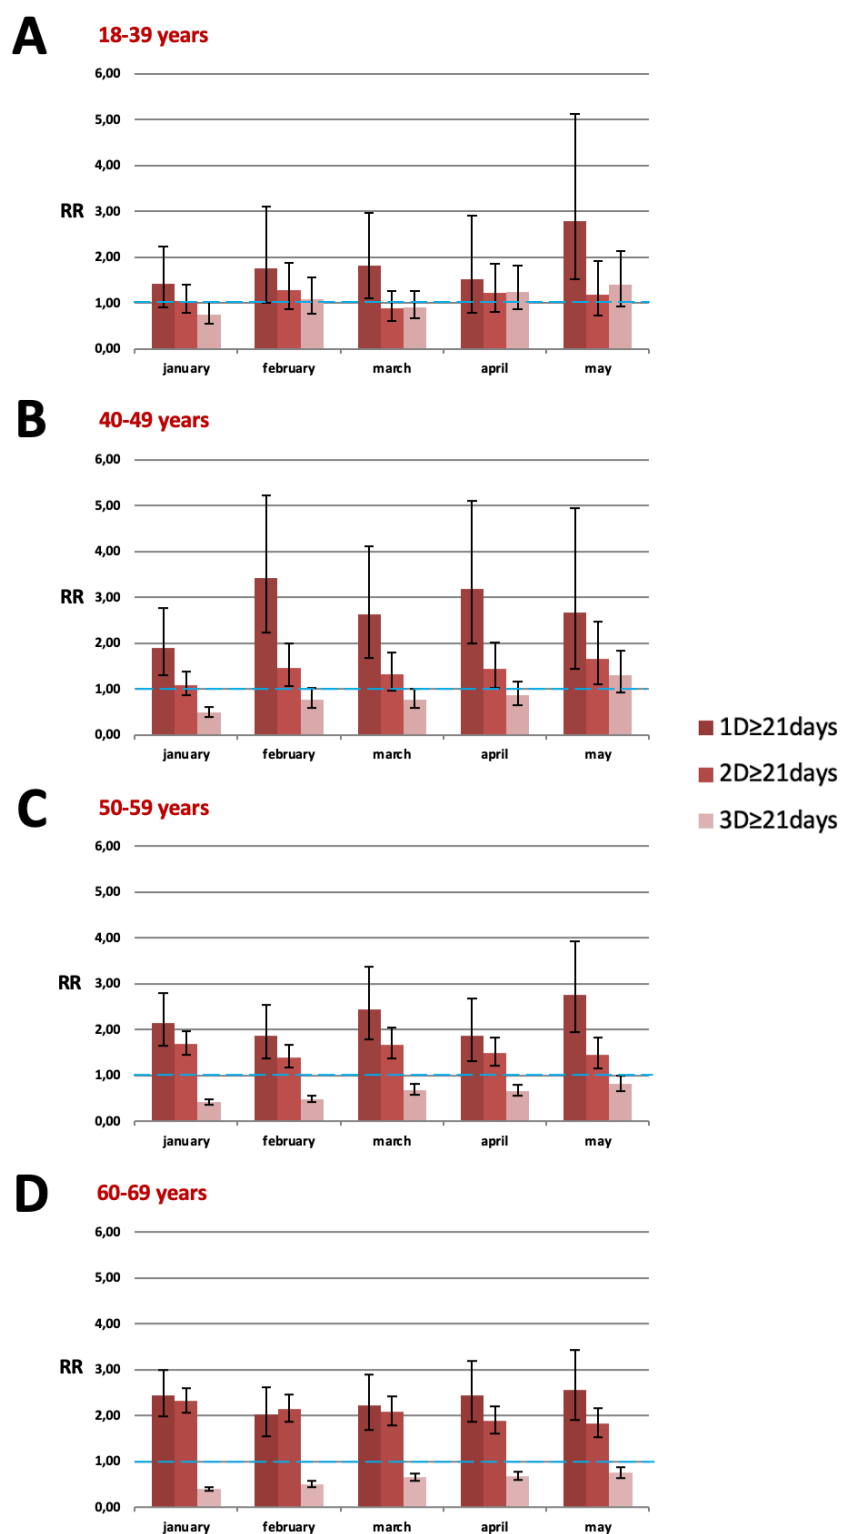 A
18-39 years
6,00
5,00
4,00
RR 3,00
2,00
1,00
0,00
january february march april may
B
40-49 years
6,00
5,00
4,00
RR 3,00
2,00
1,00
0,00
january february march april may
1D≥21days
2D≥21days
3D≥21days
C
50-59 years
6,00
5,00
4,00
RR 3,00
2,00
1,00
0,00
january february march april may
D
60-69 years
6,00
5,00
4,00
RR 3,00
2,00
1,00
0,00
january february march april may